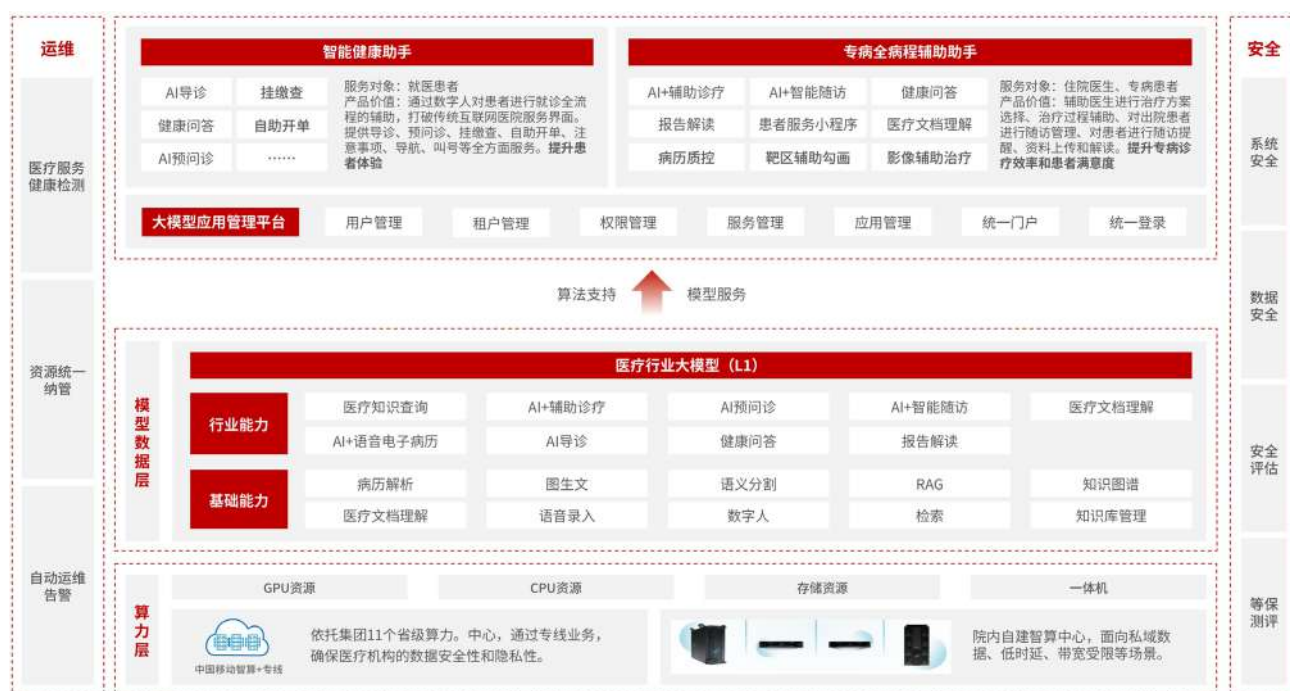 运维
医疗服务
健康检测
资源统一
纳管
自动运维
告警
智能健康助手
AI导诊
挂缴查
健康问答
自助开单
AI预问诊
……
服务对象：就医患者
产品价值：通过数字人对患者进行就诊全流
程的辅助，打破传统互联网医院服务界面。
提供导诊、预问诊、挂缴查、自助开单、注
意事项、导航、叫号等全方面服务。提升患
者体验
专病全病程辅助助手
AI+辅助诊疗
AI+智能随访
健康问答
报告解读
患者服务小程序
医疗文档理解
病历质控
靶区辅助勾画
影像辅助治疗
服务对象：住院医生、专病患者
产品价值：辅助医生进行治疗方案
选择、治疗过程辅助、对出院患者
进行随访管理、对患者进行随访提
醒、资料上传和解读。提升专病诊
疗效率和患者满意度
大模型应用管理平台
用户管理
租户管理
权限管理
服务管理
应用管理
统一门户
统一登录
算法支持
模型服务
模型数据层
医疗行业大模型（L1）
行业能力
医疗知识查询
AI+辅助诊疗
AI预问诊
AI+智能随访
医疗文档理解
AI+语音电子病历
AI导诊
健康问答
报告解读
基础能力
病历解析
图生文
语义分割
RAG
知识图谱
医疗文档理解
语音录入
数字人
检索
知识库管理
算力层
GPU资源
CPU资源
存储资源
一体机
中国移动智算+专线
依托集团11个省级算力。中心，通过专线业务，
确保医疗机构的数据安全性和隐私性。
院内自建智算中心，面向私域数
据、低时延、带宽受限等场景。
安全
系统
安全
数据
安全
安全
评估
等保
测评